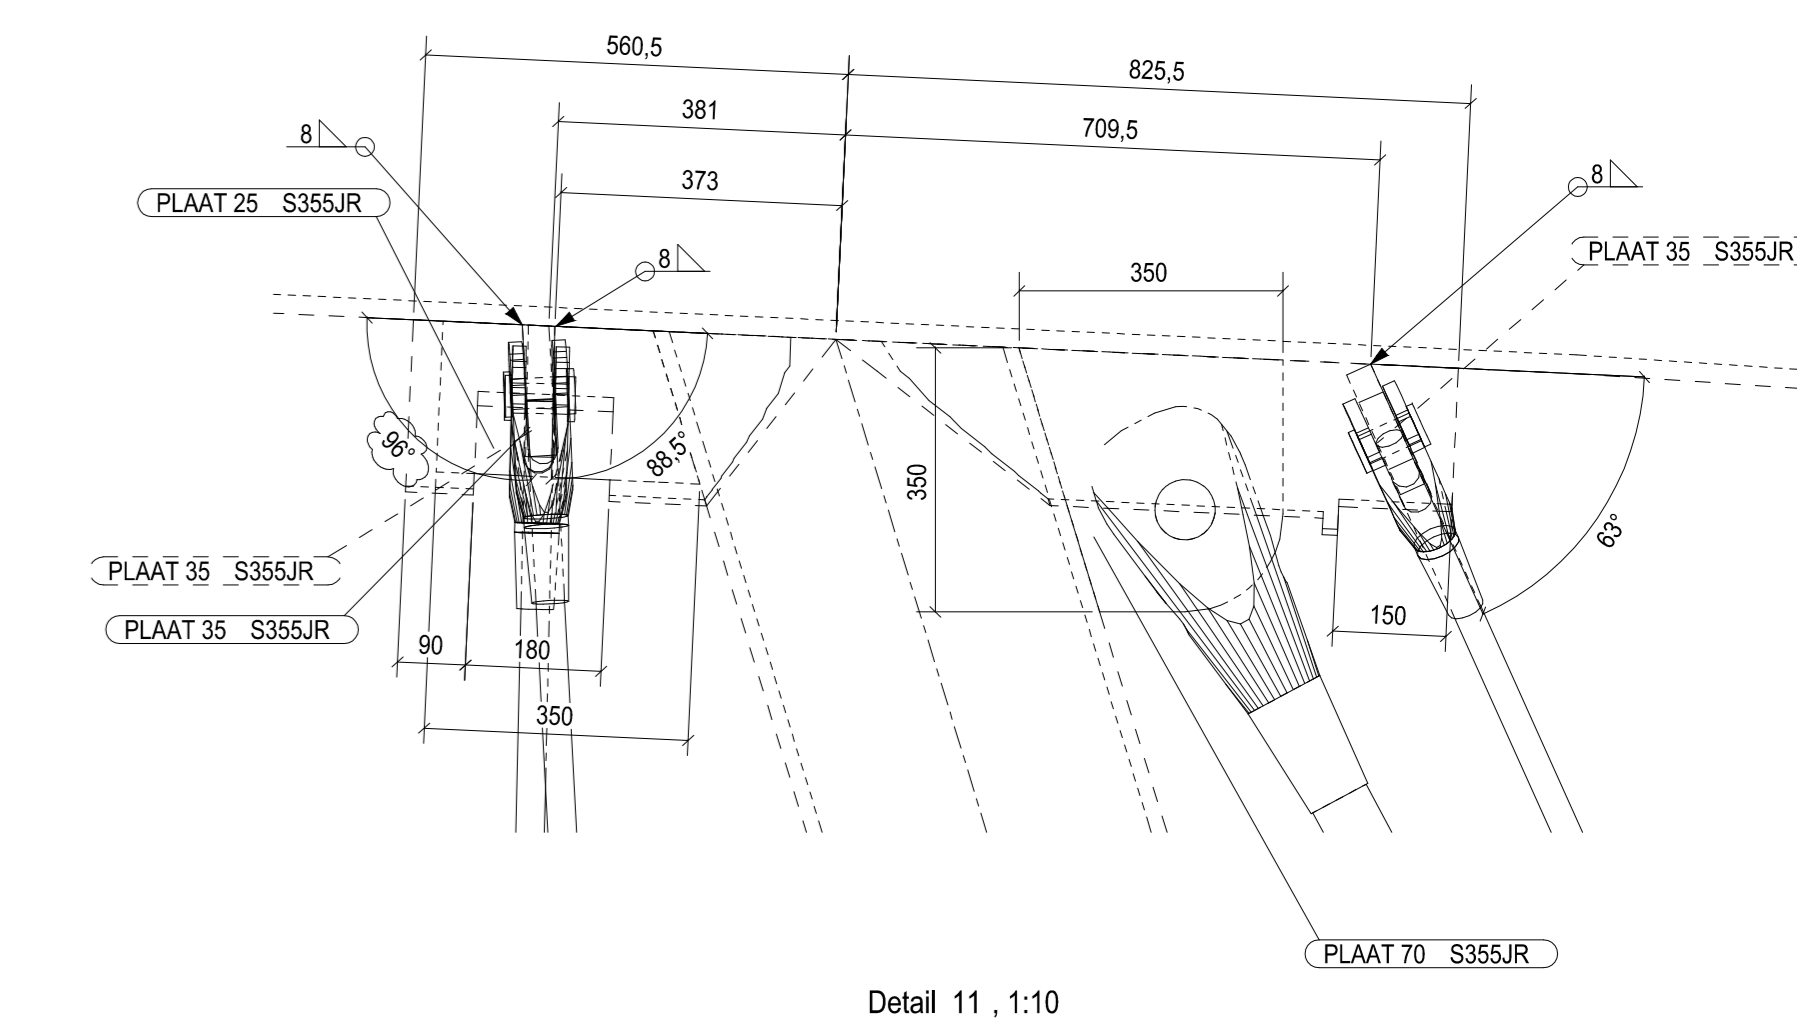 560,5
825,5
381
709,5
8
8
373
PLAAT 25 S355JR
PLAAT 35 S355JR
8
350
96°
88,5°
350
63°
PLAAT 35 S355JR
PLAAT 35 S355JR
150
90
180
350
PLAAT 70 S355JR
Detail 11 , 1:10